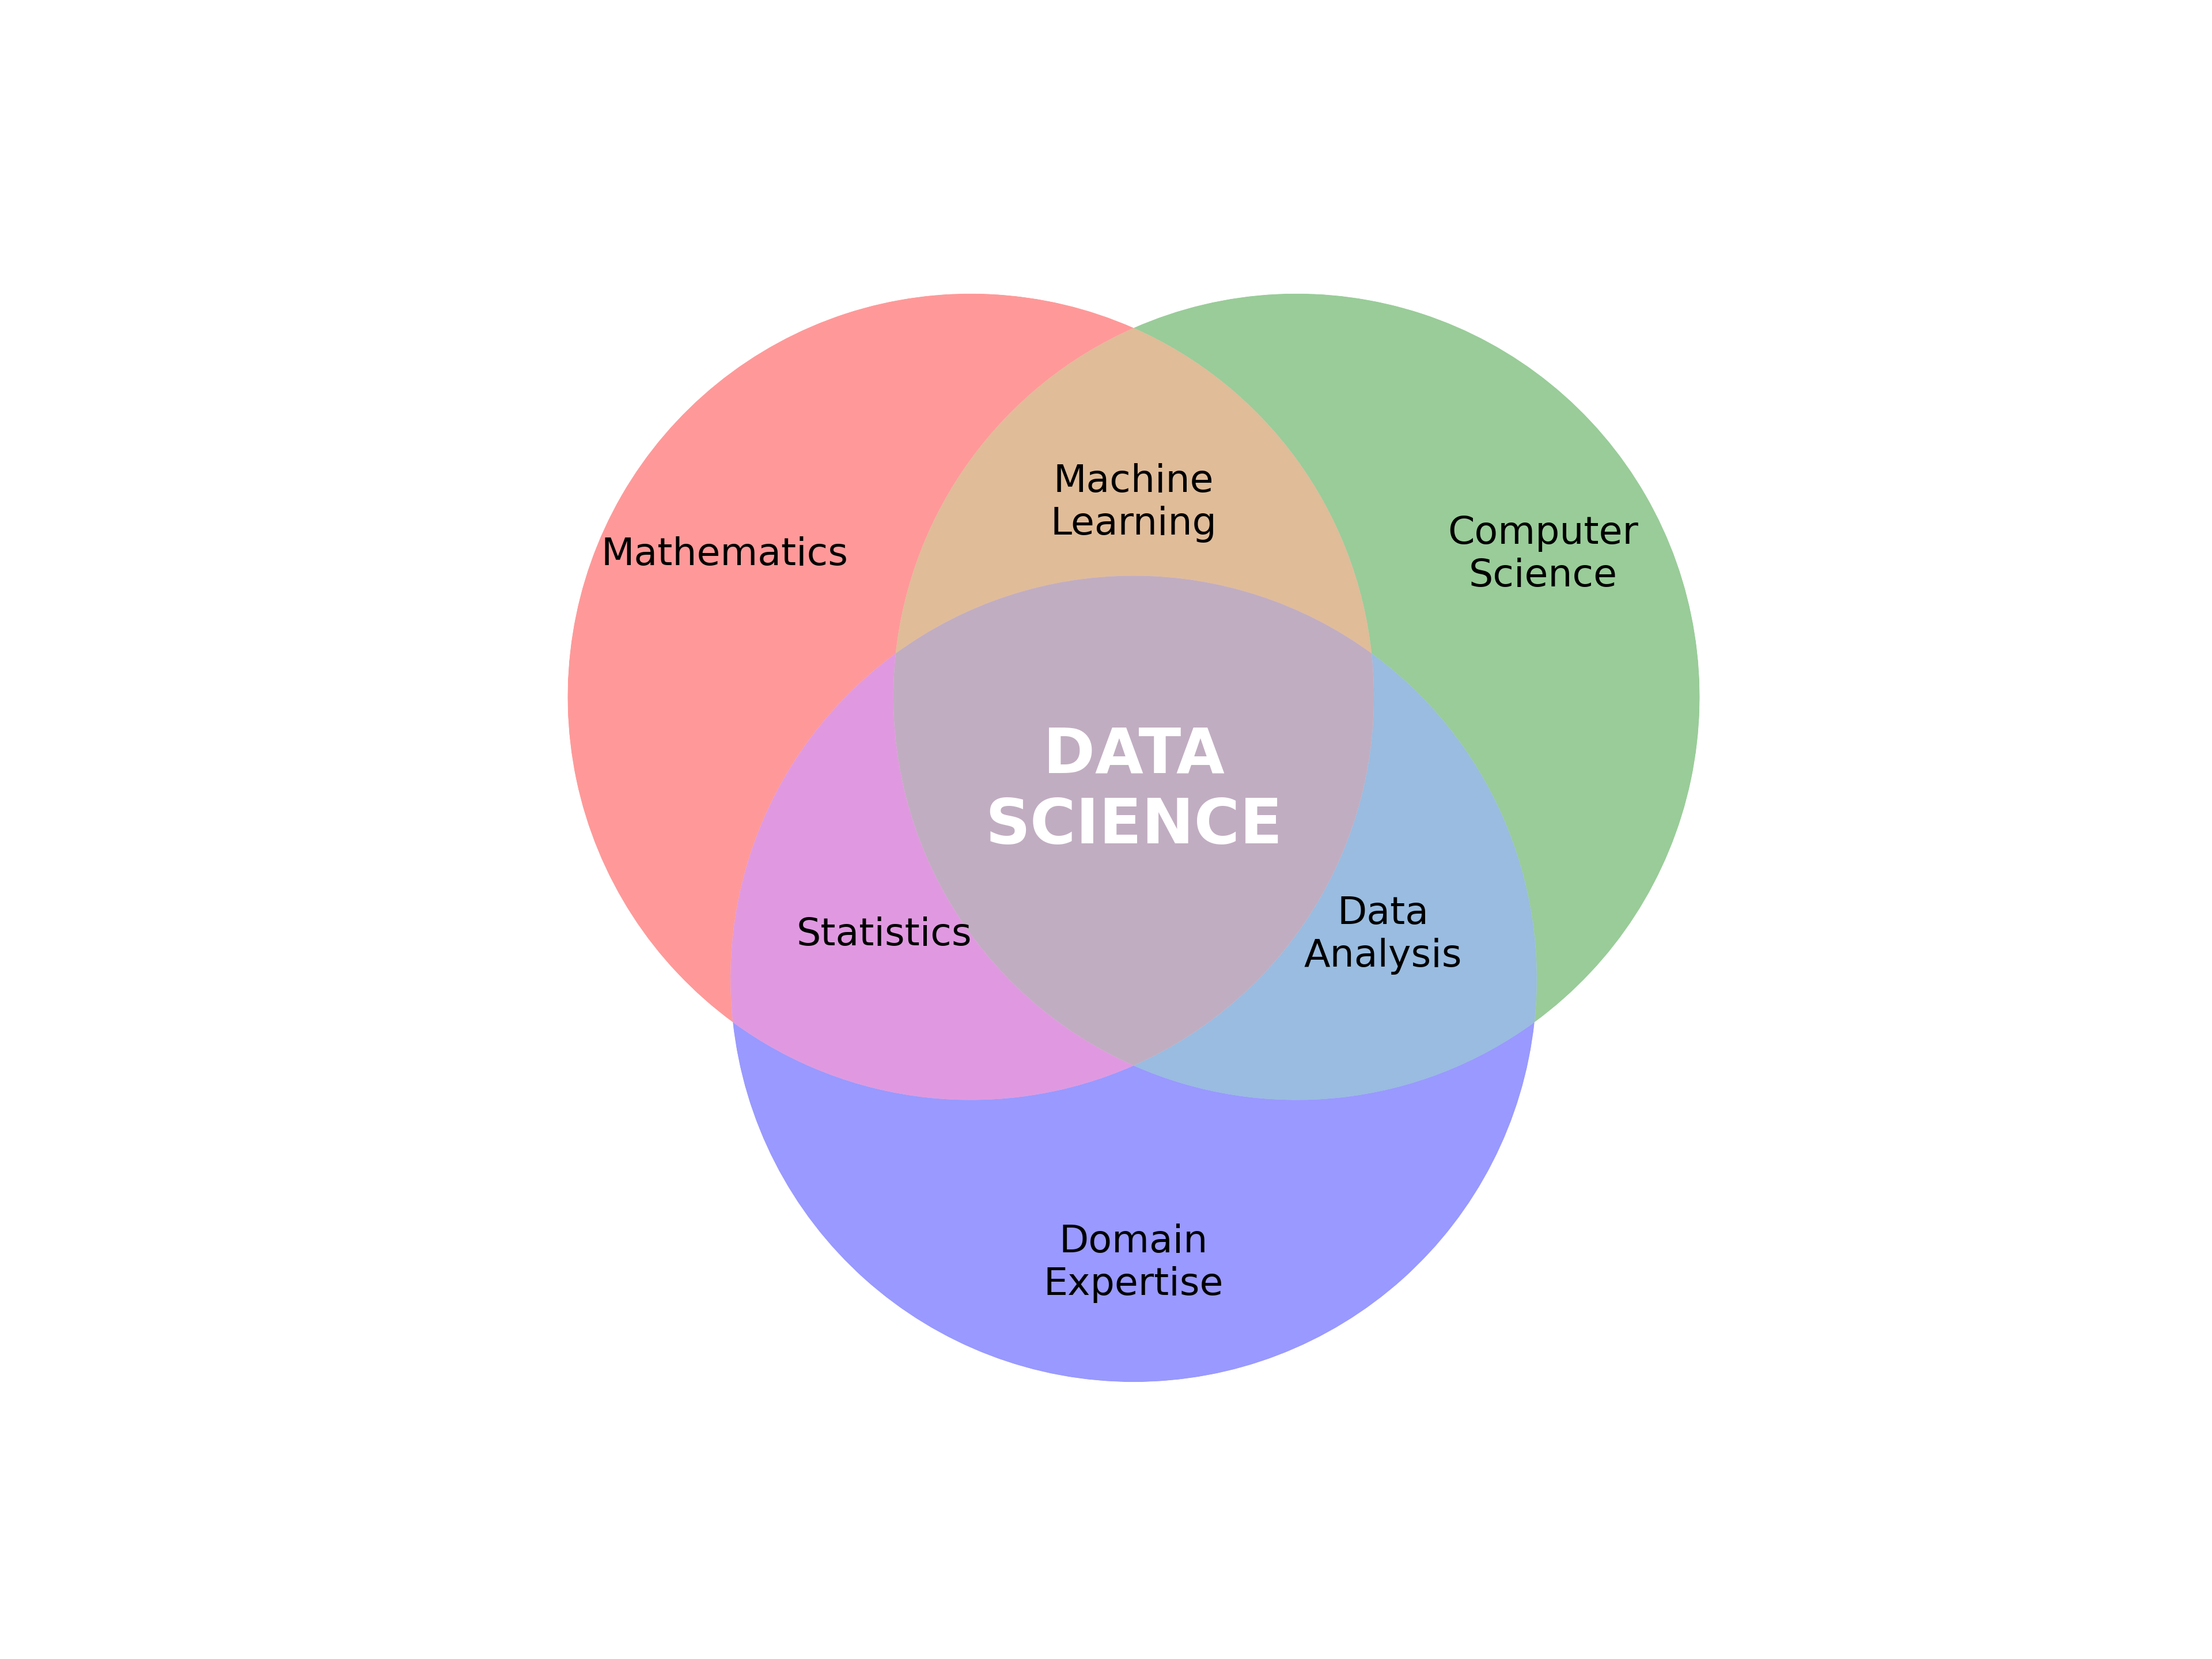 Machine
Learning
Mathematics
Computer
Science
DATA
SCIENCE
Statistics
Data
Analysis
Domain
Expertise